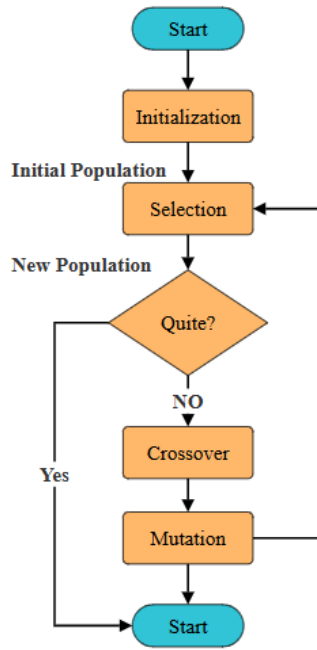 Start
Initialization
Initial Population
Selection
New Population
Quite?
NO
Yes
Crossover
Mutation
Start